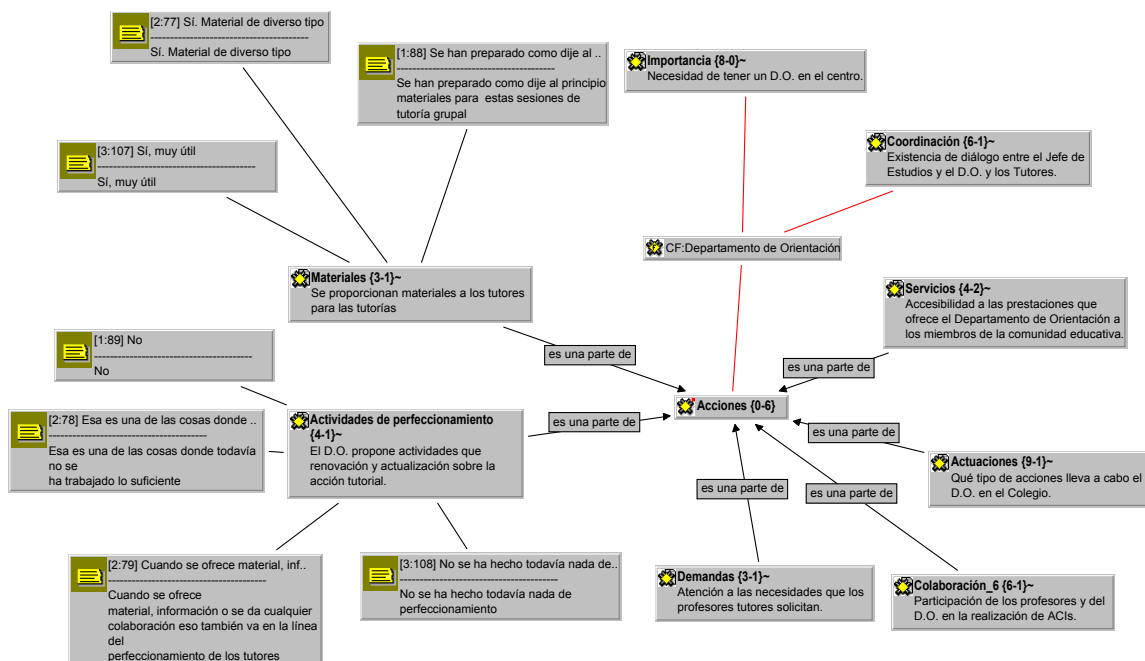 [2:77] Sí. Material de diverso tipo
----------------------------------------
Sí. Material de diverso tipo
[1:88] Se han preparado como dije al ..
----------------------------------------
Se han preparado como dije al principio
materiales para estas sesiones de
tutoría grupal
Importancia {8-0}~
Necesidad de tener un D.O. en el centro.
[3:107] Sí, muy útil
----------------------------------------
Sí, muy útil
Coordinación {6-1}~
Existencia de diálogo entre el Jefe de
Estudios y el D.O. y los Tutores.
CF:Departamento de Orientación
Materiales {3-1}~
Se proporcionan materiales a los tutores
para las tutorías
Servicios {4-2}~
Accesibilidad a las prestaciones que
ofrece el Departamento de Orientación a
los miembros de la comunidad educativa.
[1:89] No
----------------------------------------
No
es una parte de
es una parte de
Acciones {0-6}
[2:78] Esa es una de las cosas donde ..
----------------------------------------
Esa es una de las cosas donde todavía
no se
ha trabajado lo suficiente
Actividades de perfeccionamiento
{4-1}~
El D.O. propone actividades que
renovación y actualización sobre la
acción tutorial.
es una parte de
es una parte de
Actuaciones {9-1}~
Qué tipo de acciones lleva a cabo el
D.O. en el Colegio.
es una parte de
es una parte de
[2:79] Cuando se ofrece material, inf..
----------------------------------------
Cuando se ofrece
material, información o se da cualquier
colaboración eso también va en la línea
del
perfeccionamiento de los tutores
[3:108] No se ha hecho todavía nada de..
----------------------------------------
No se ha hecho todavía nada de
perfeccionamiento
Demandas {3-1}~
Atención a las necesidades que los
profesores tutores solicitan.
Colaboración_6 {6-1}~
Participación de los profesores y del
D.O. en la realización de ACIs.